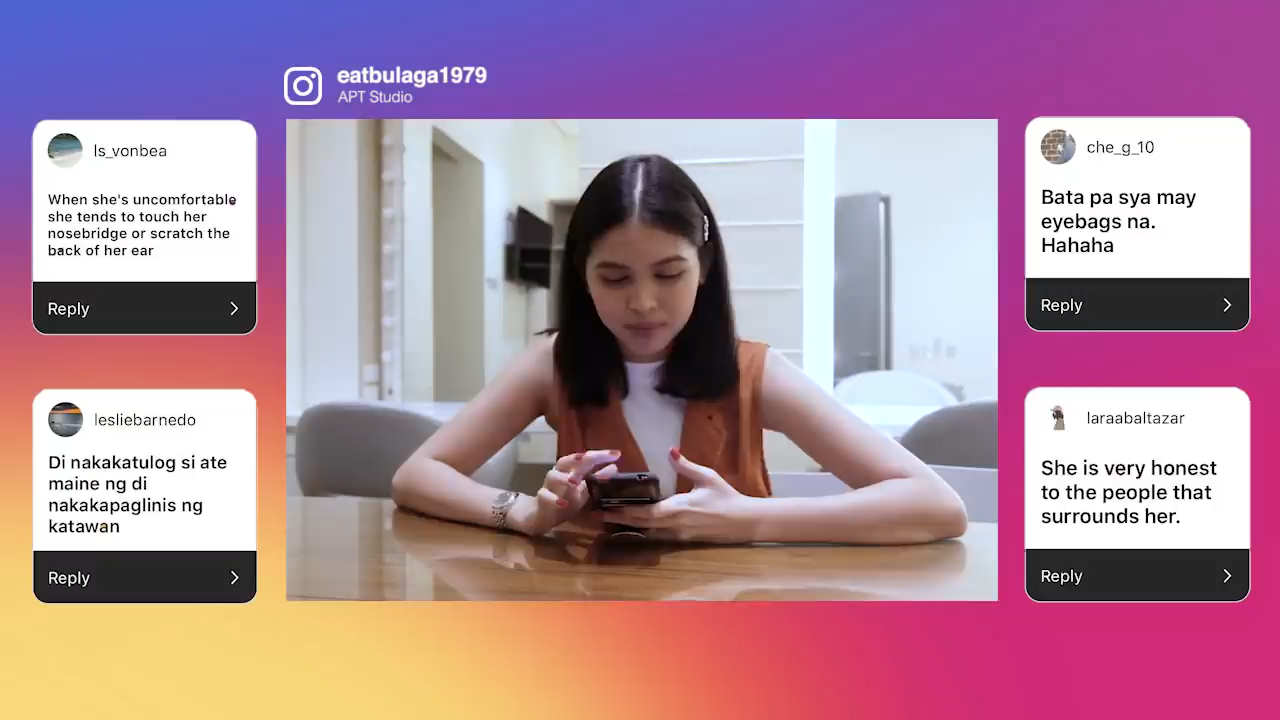 eatbulaga1979
APT Studio
ls_vonbea
When she's uncomfortable
she tends to touch her
nosebridge or scratch the
back of her ear
Reply
lesliebarnedo
Di nakakatulog si ate
maine ng di
nakakapaglinis ng
katawan
Reply
che_g_10
Bata pa sya may
eyebags na.
Hahaha
Reply
laraabaltazar
She is very honest
to the people that
surrounds her.
Reply